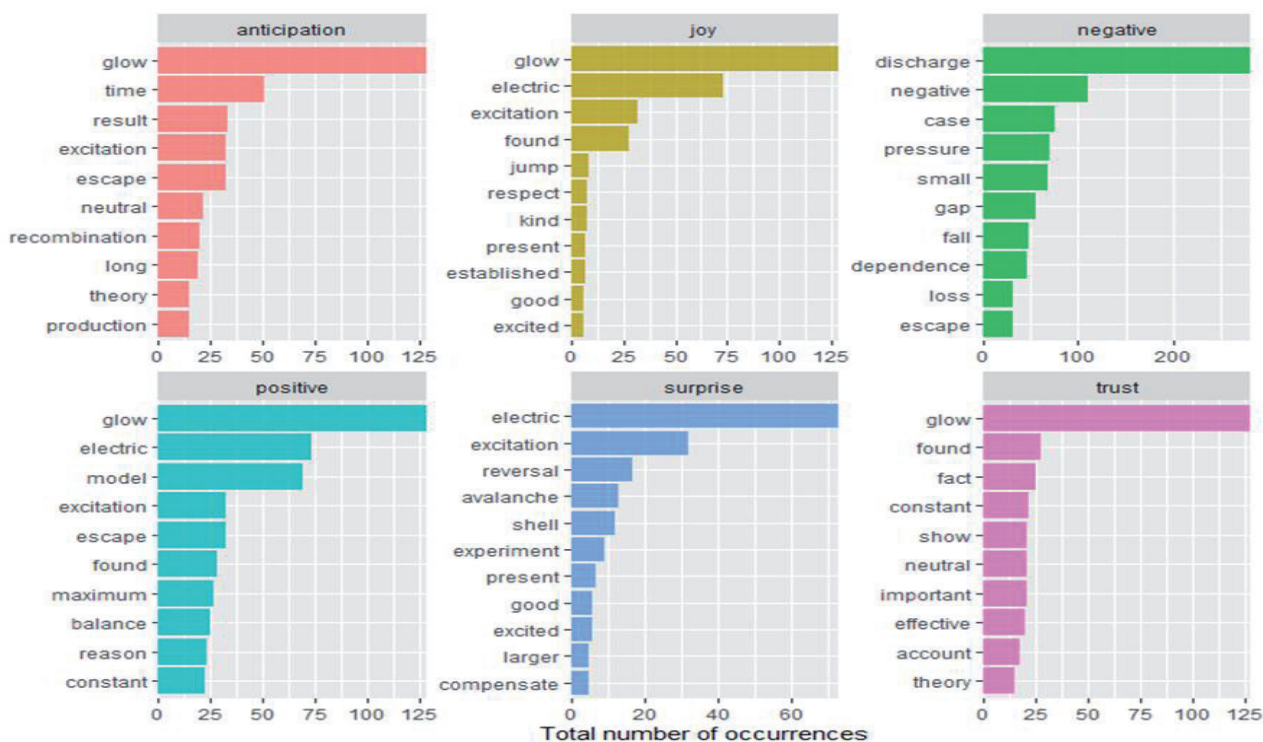 anticipation
glow
time
result
excitation
escape
neutral
recombination
long
theory
production
0 25 50 75 100 125
joy
glow
electric
excitation
found
jump
respect
kind
present
established
good
excited
0 25 50 75 100 125
negative
discharge
negative
case
pressure
small
gap
fall
dependence
loss
escape
0 100 200
positive
glow
electric
model
excitation
escape
found
maximum
balance
reason
constant
0 25 50 75 100 125
surprise
electric
excitation
reversal
avalanche
shell
experiment
present
good
excited
larger
compensate
0 20 40 60
trust
glow
found
fact
constant
show
neutral
important
effective
account
theory
0 25 50 75 100 125
Total number of occurrences